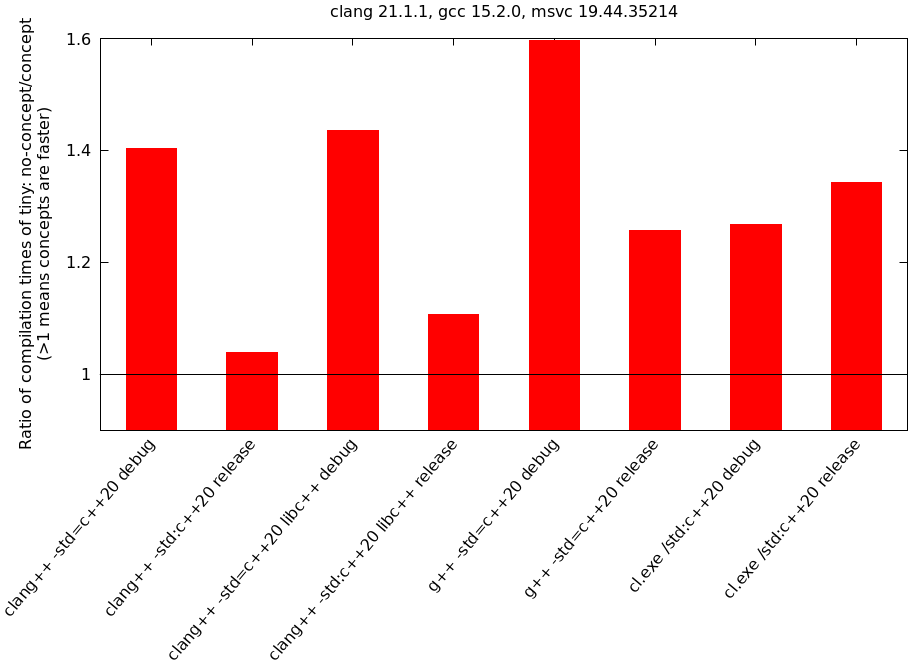 clang 21.1.1, gcc 15.2.0, msvc 19.44.35214
Ratio of compilation times of tiny: no-concept/concept
(>1 means concepts are faster)
1.6
1.4
1.2
1
clang++ -std=c++20 debug
clang++ -std:c++20 release
clang++ -std=c++20 libc++ debug
clang++ -std:c++20 libc++ release
g++ -std=c++20 debug
g++ -std=c++20 release
cl.exe /std:c++20 debug
cl.exe /std:c++20 release